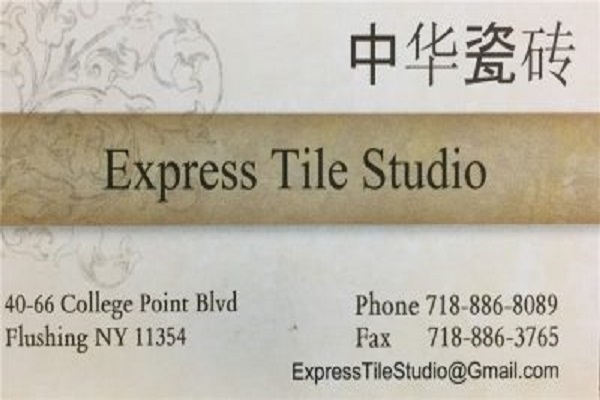 中华瓷砖
Express Tile Studio
40-66 College Point Blvd
Flushing NY 11354
Phone 718-886-8089
Fax 718-886-3765
ExpressTileStudio@Gmail.com